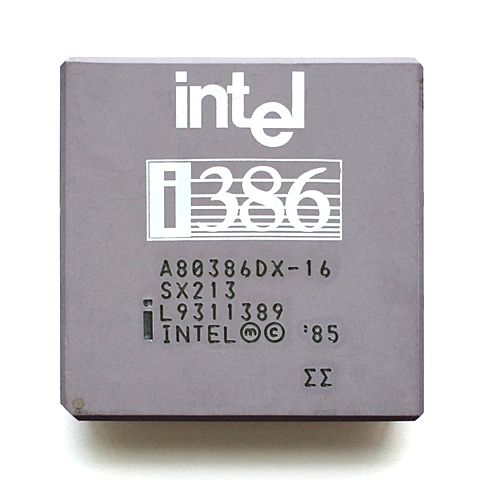 intel
i386
A80386DX-16
SX213
i L9311389
INTEL Ⓜ © '85
ΣΣ